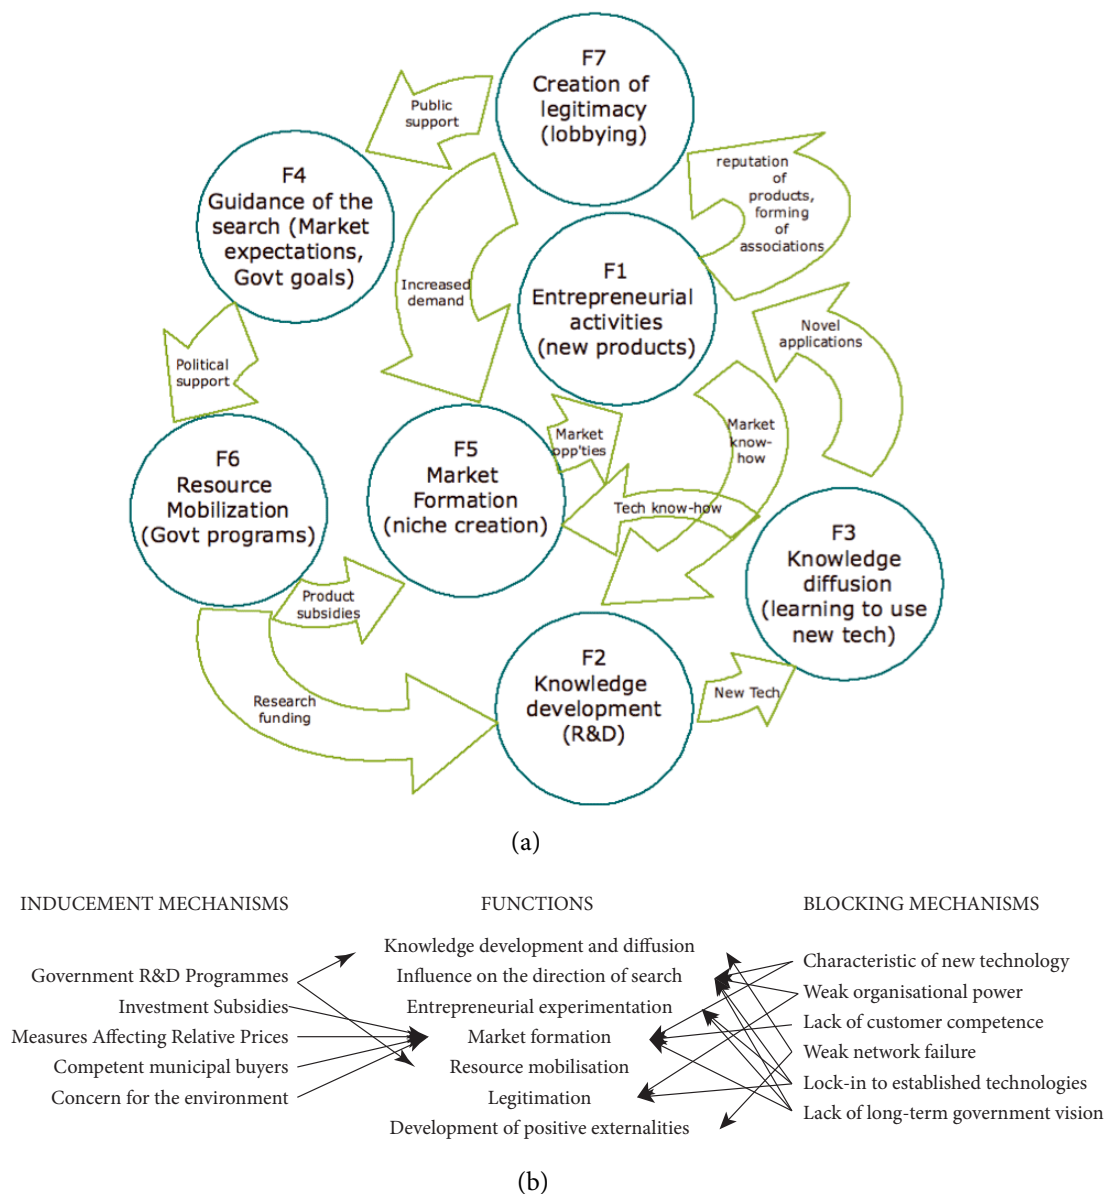 F7
Creation of
legitimacy
(lobbying)
Public
support
reputation
of
products,
forming
of
associations
F4
Guidance of the
search (Market
expectations,
Govt goals)
Increased
demand
F1
Entrepreneurial
activities
(new products)
Novel
applications
Political
support
Market
opp'ties
Market
know-
how
F6
Resource
Mobilization
(Govt programs)
F5
Market
Formation
(niche creation)
Tech know-how
F3
Knowledge
diffusion
(learning to use
new tech)
Product
subsidies
F2
Knowledge
development
(R&D)
New Tech
Research
funding
(a)
INDUCEMENT MECHANISMS
Government R&D Programmes
Investment Subsidies
Measures Affecting Relative Prices
Competent municipal buyers
Concern for the environment
FUNCTIONS
Knowledge development and diffusion
Influence on the direction of search
Entrepreneurial experimentation
Market formation
Resource mobilisation
Legitimation
Development of positive externalities
BLOCKING MECHANISMS
Characteristic of new technology
Weak organisational power
Lack of customer competence
Weak network failure
Lock-in to established technologies
Lack of long-term government vision
(b)